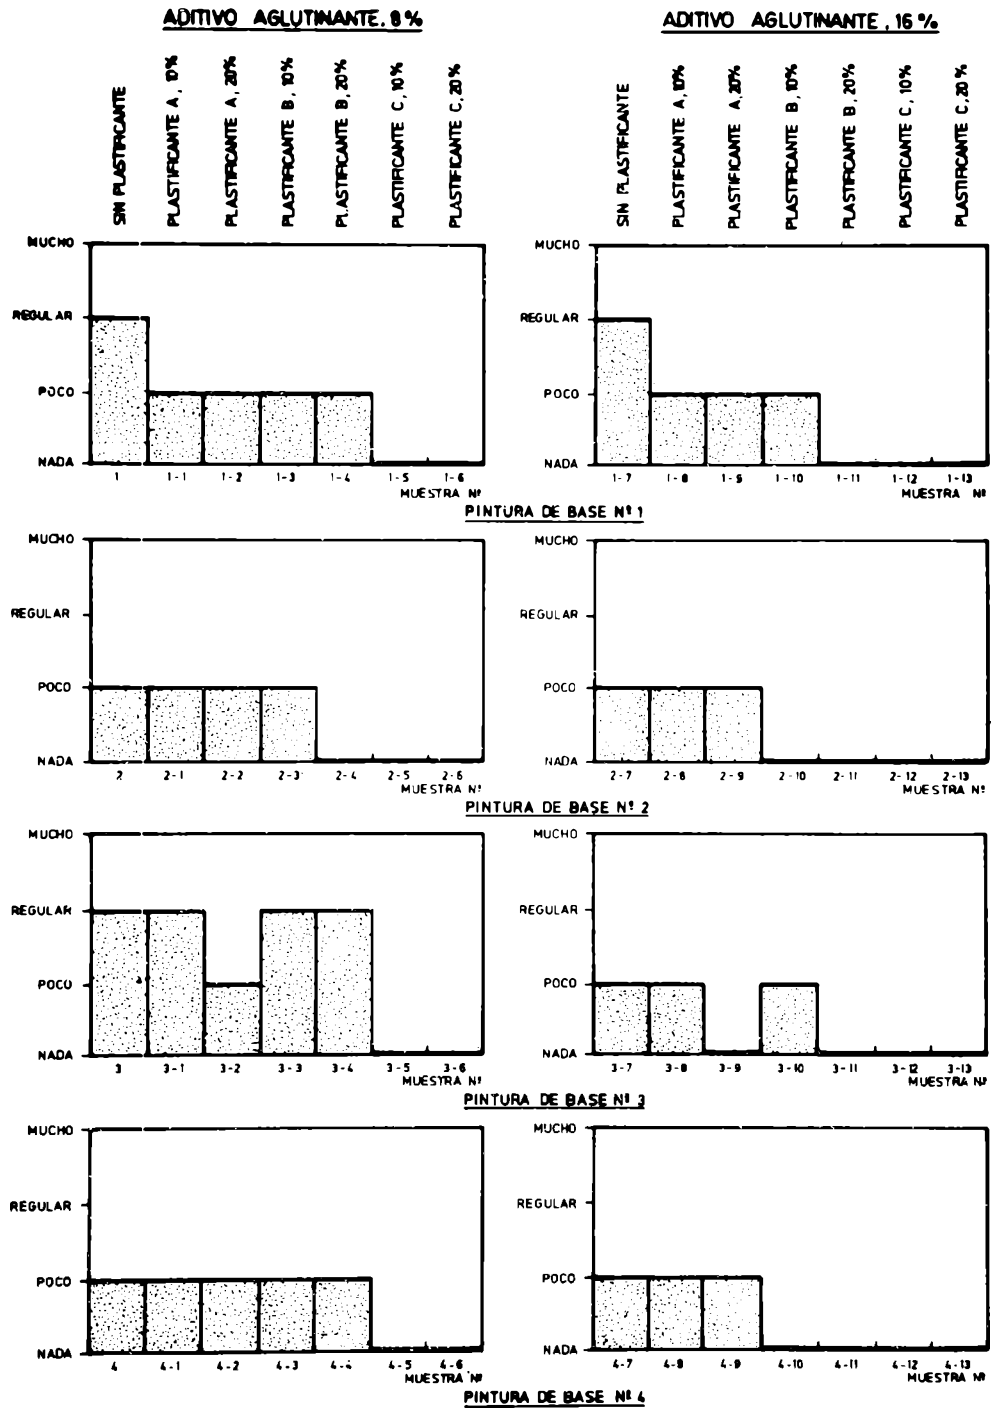 ADITIVO AGLUTINANTE, 8%
SIN PLASTIFICANTE
PLASTIFICANTE A, 10%
PLASTIFICANTE A, 20%
PLASTIFICANTE B, 10%
PLASTIFICANTE B, 20%
PLASTIFICANTE C, 10%
PLASTIFICANTE C, 20%
ADITIVO AGLUTINANTE, 16%
SIN PLASTIFICANTE
PLASTIFICANTE A, 10%
PLASTIFICANTE A, 20%
PLASTIFICANTE B, 10%
PLASTIFICANTE B, 20%
PLASTIFICANTE C, 10%
PLASTIFICANTE C, 20%
MUCHO
REGULAR
POCO
NADA
1 1-1 1-2 1-3 1-4 1-5 1-6
MUESTRA Nº
MUCHO
REGULAR
POCO
NADA
1-7 1-8 1-9 1-10 1-11 1-12 1-13
MUESTRA Nº
PINTURA DE BASE Nº 1
MUCHO
REGULAR
POCO
NADA
2 2-1 2-2 2-3 2-4 2-5 2-6
MUESTRA Nº
MUCHO
REGULAR
POCO
NADA
2-7 2-8 2-9 2-10 2-11 2-12 2-13
MUESTRA Nº
PINTURA DE BASE Nº 2
MUCHO
REGULAR
POCO
NADA
3 3-1 3-2 3-3 3-4 3-5 3-6
MUESTRA Nº
MUCHO
REGULAR
POCO
NADA
3-7 3-8 3-9 3-10 3-11 3-12 3-13
MUESTRA Nº
PINTURA DE BASE Nº 3
MUCHO
REGULAR
POCO
NADA
4 4-1 4-2 4-3 4-4 4-5 4-6
MUESTRA Nº
MUCHO
REGULAR
POCO
NADA
4-7 4-8 4-9 4-10 4-11 4-12 4-13
MUESTRA Nº
PINTURA DE BASE Nº 4